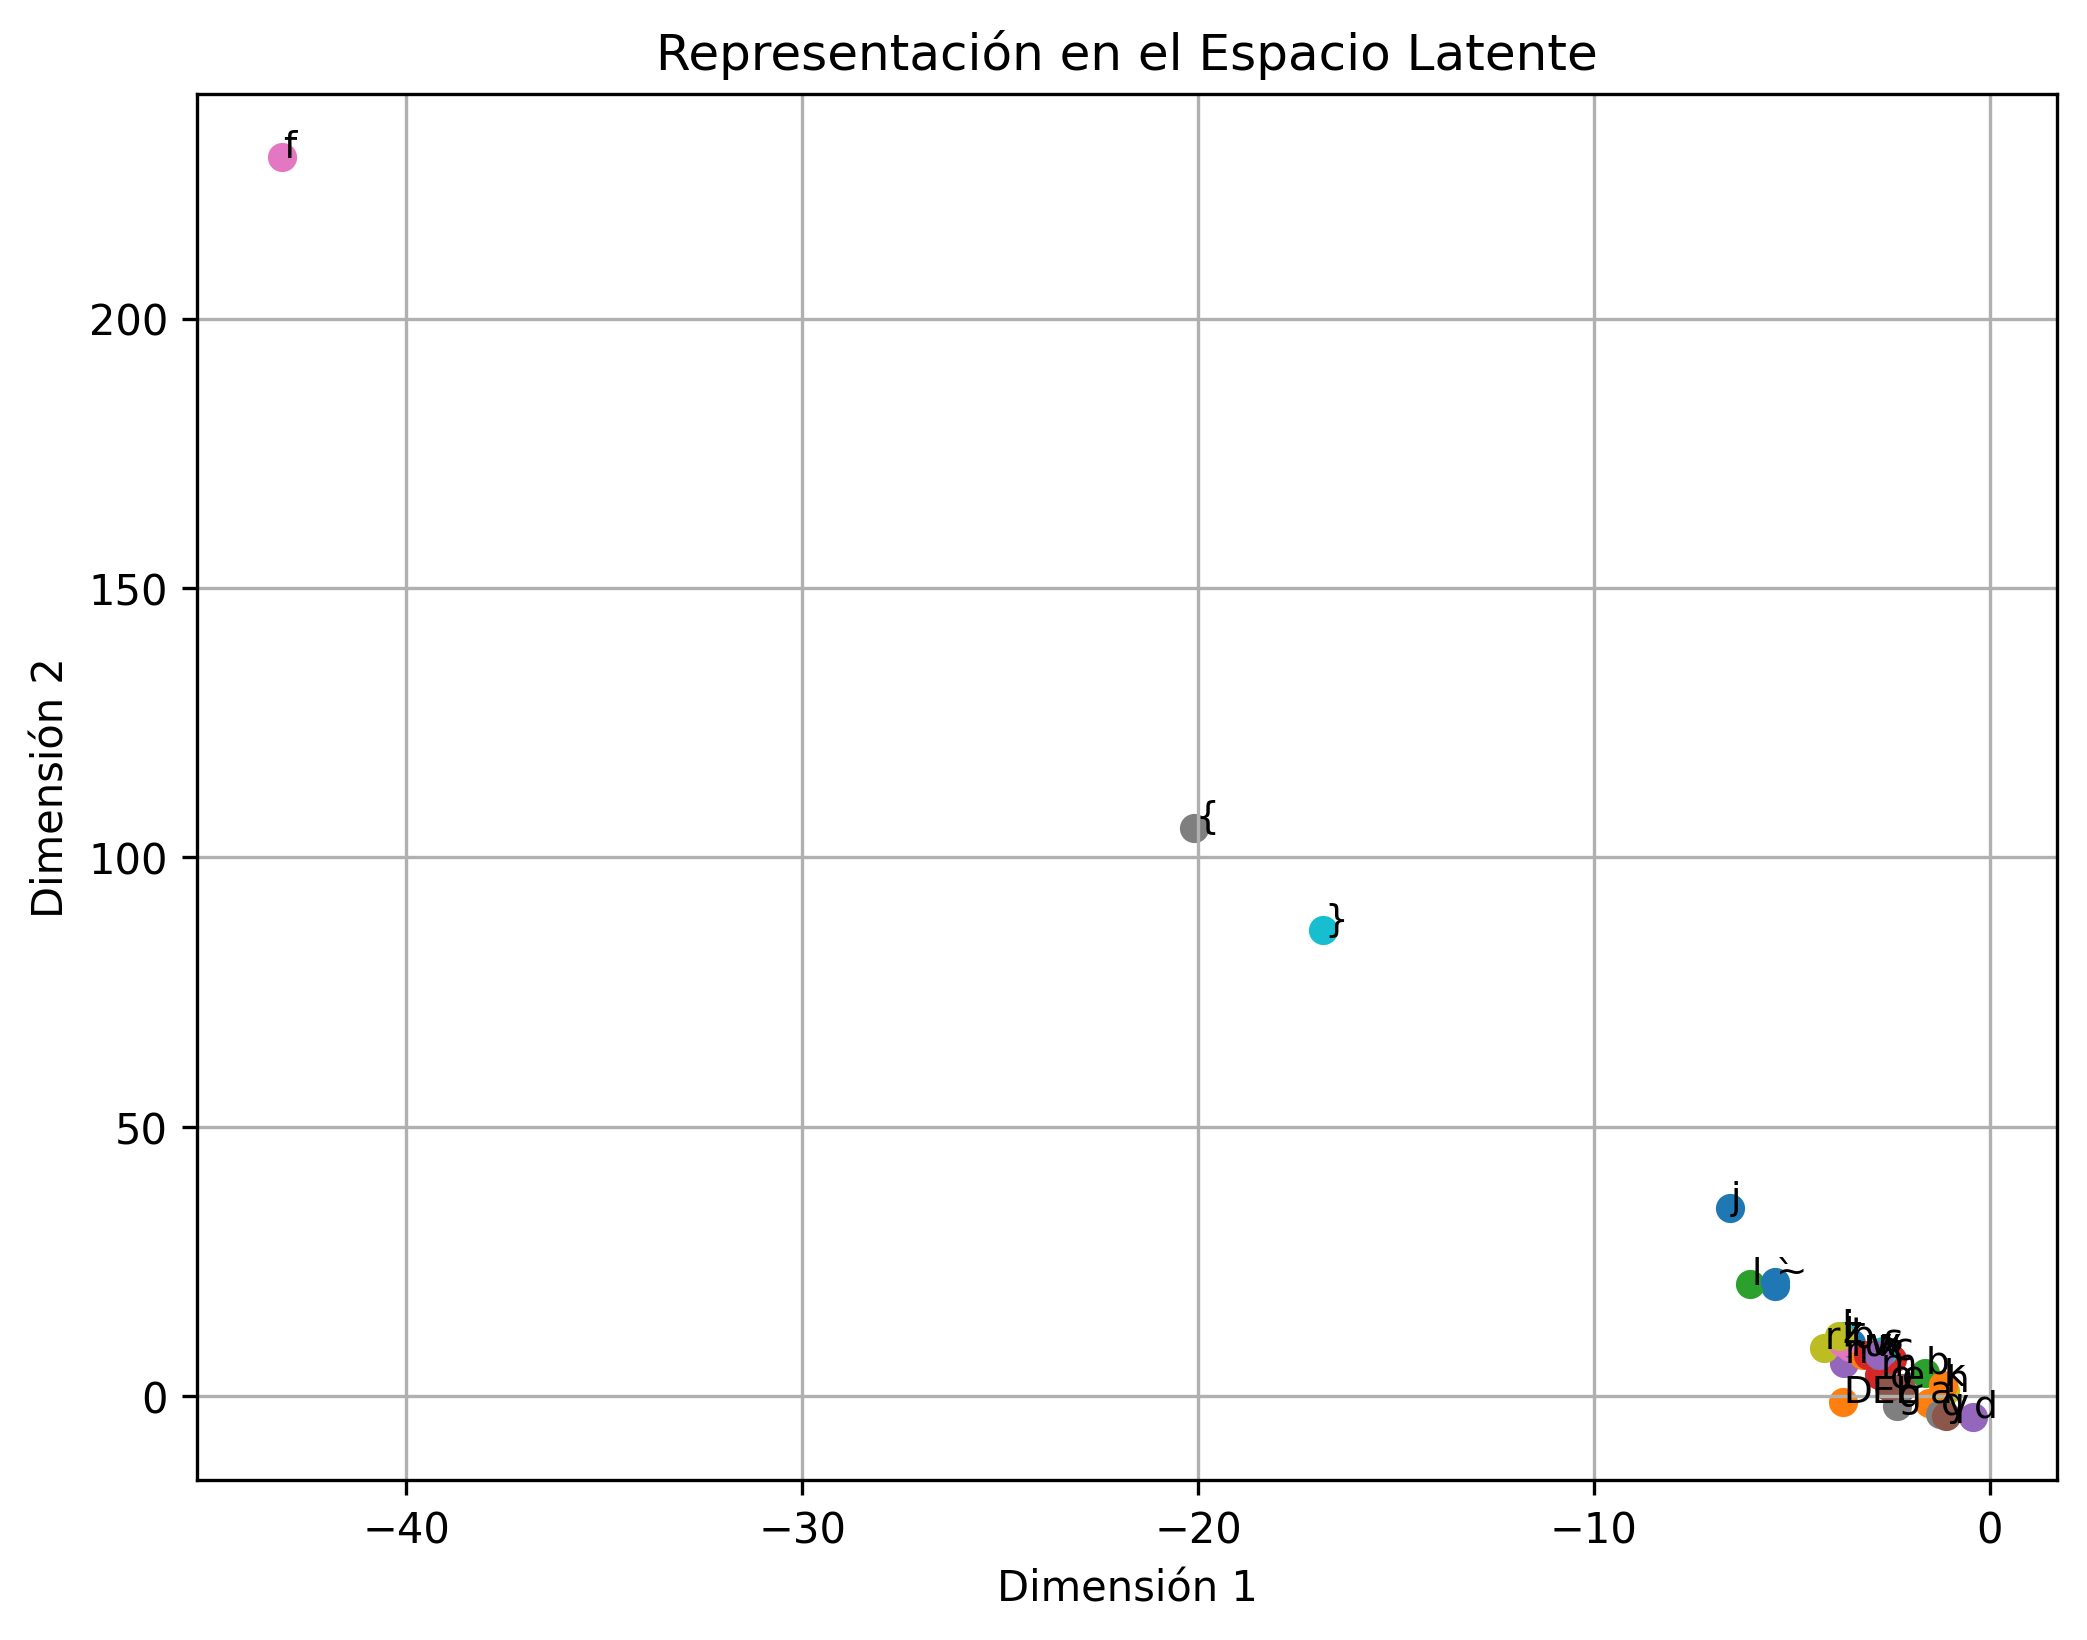 Representación en el Espacio Latente
f
200
150
{
}
100
Dimensión 2
50
j
l
~
r
b
k
DEL
a
d
0
−40
−30
−20
−10
0
Dimensión 1